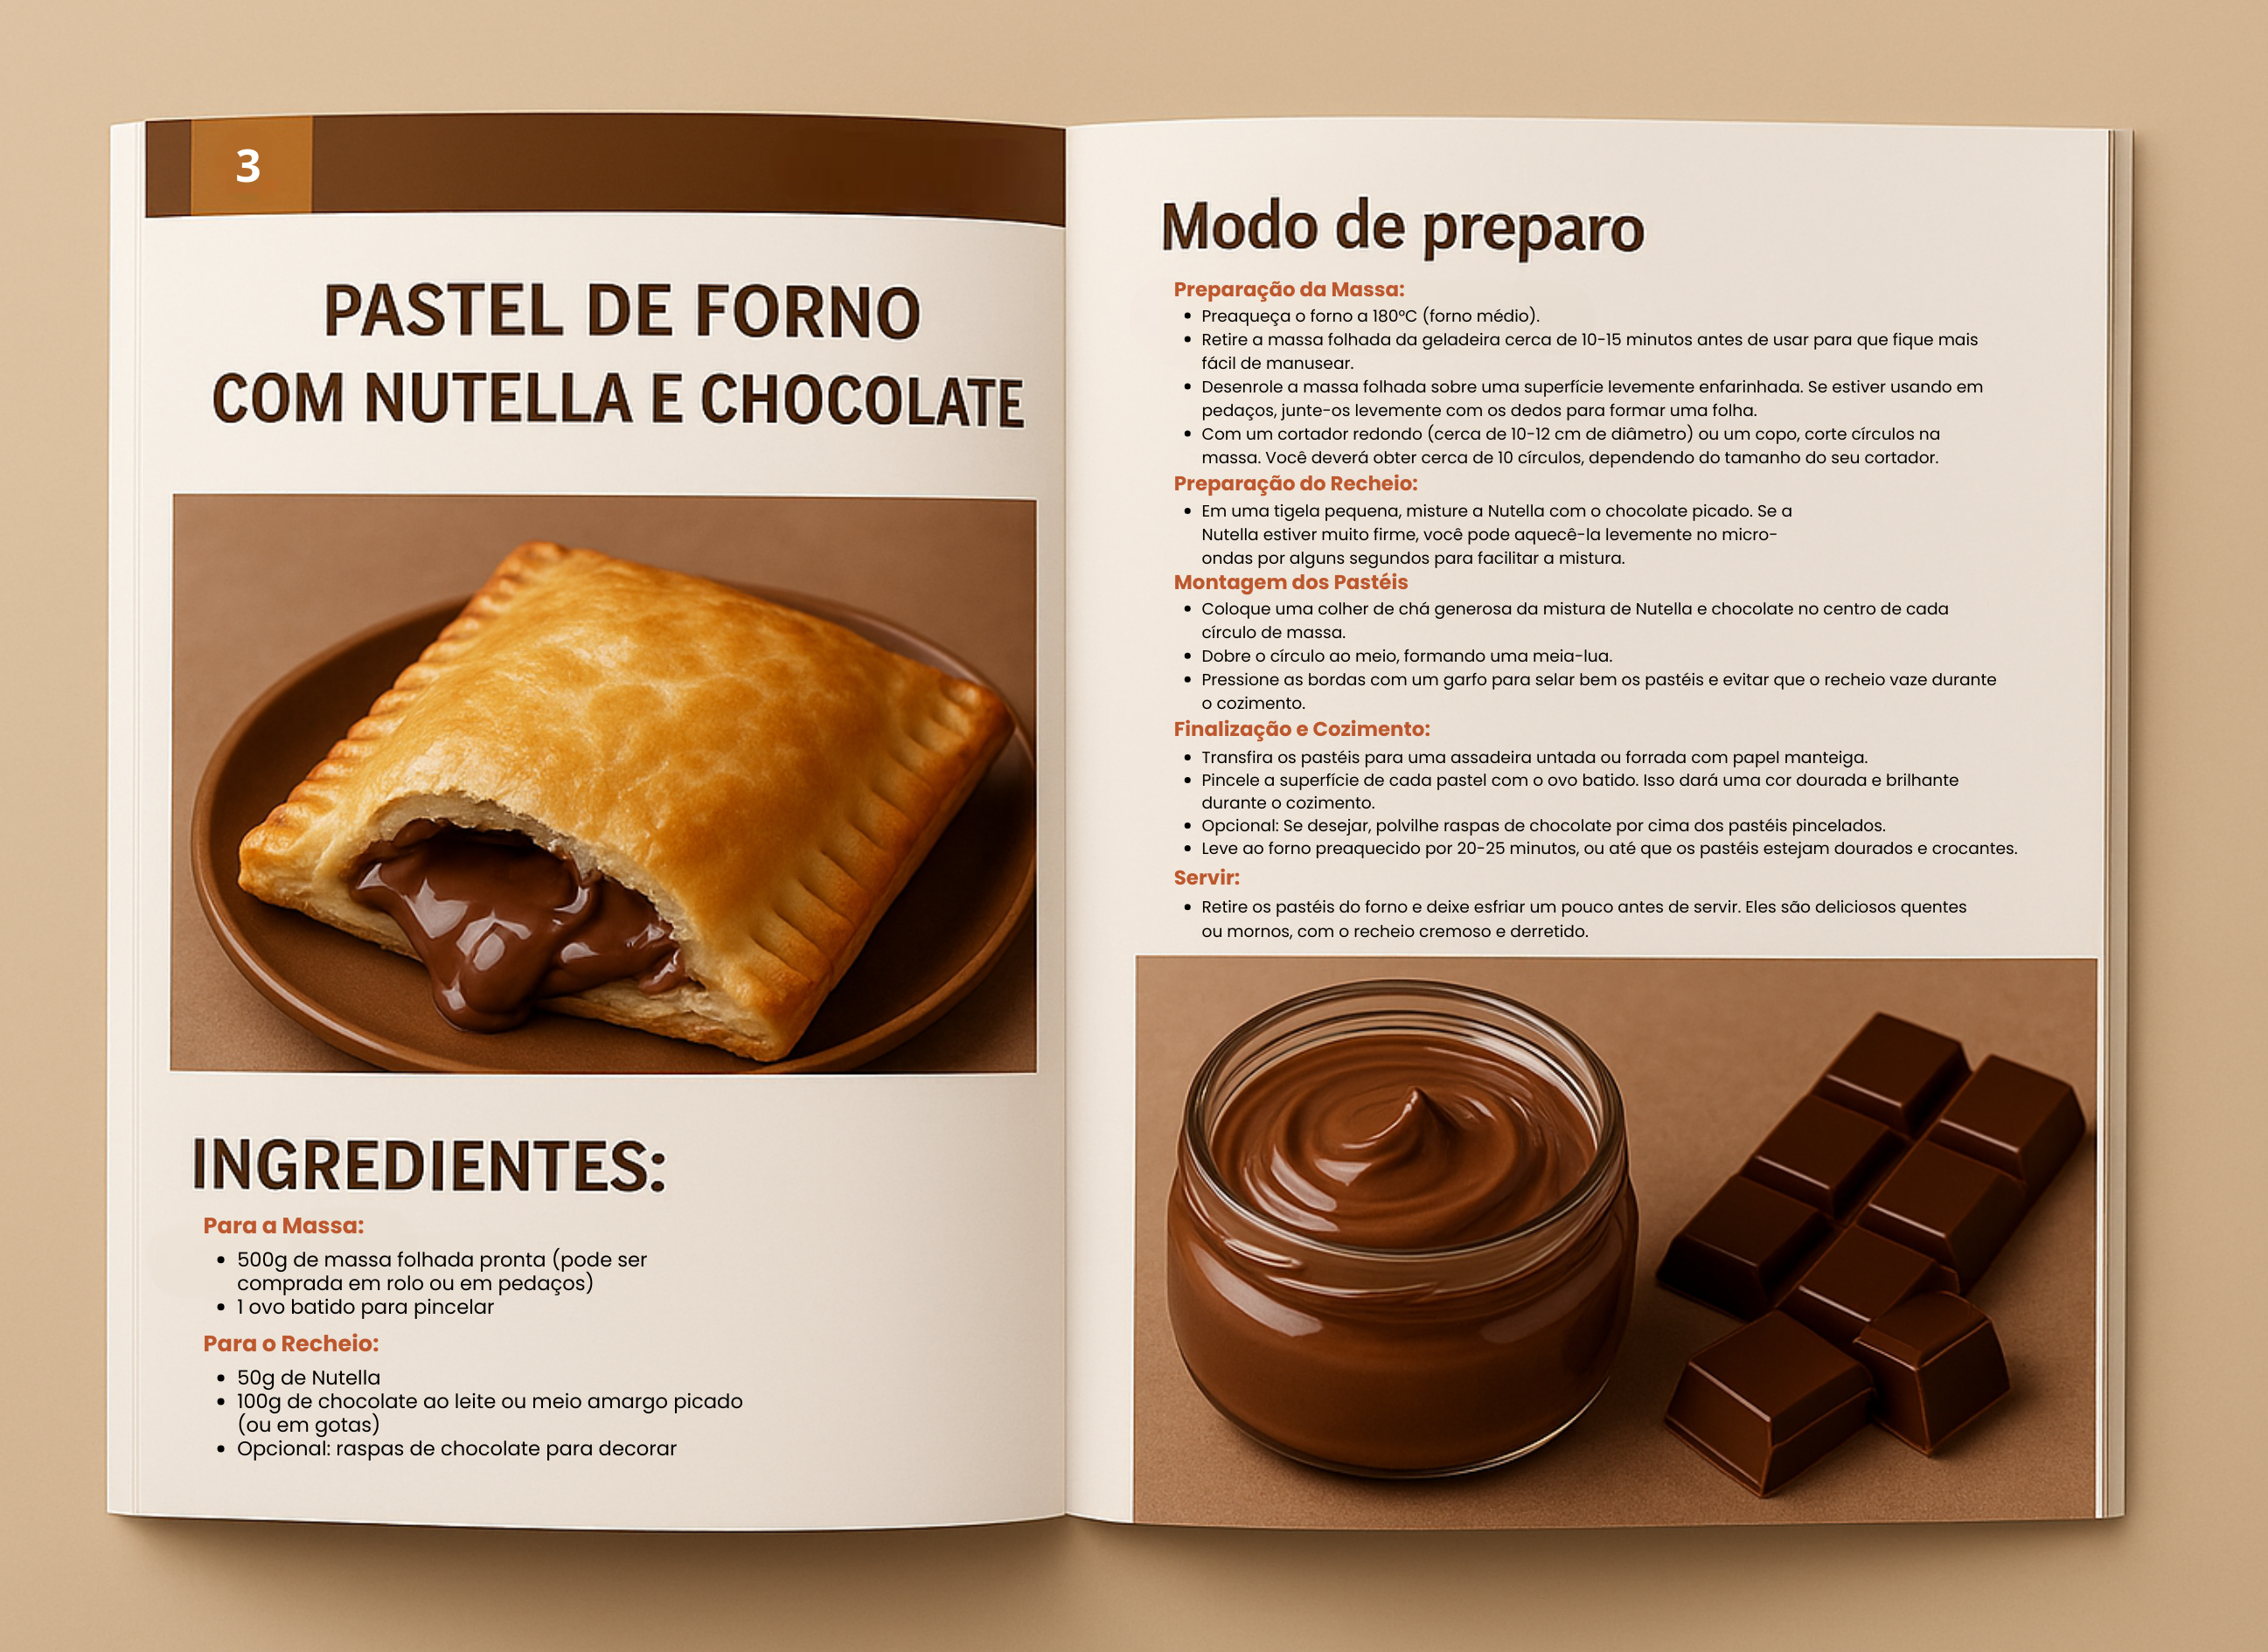 3
PASTEL DE FORNO
COM NUTELLA E CHOCOLATE
INGREDIENTES:
Para a Massa:
• 500g de massa folhada pronta (pode ser
comprada em rolo ou em pedaços)
• 1 ovo batido para pincelar
Para o Recheio:
• 50g de Nutella
• 100g de chocolate ao leite ou meio amargo picado
(ou em gotas)
• Opcional: raspas de chocolate para decorar
Modo de preparo
Preparação da Massa:
• Preaqueça o forno a 180°C (forno médio).
• Retire a massa folhada da geladeira cerca de 10-15 minutos antes de usar para que fique mais
fácil de manusear.
• Desenrole a massa folhada sobre uma superfície levemente enfarinhada. Se estiver usando em
pedaços, junte-os levemente com os dedos para formar uma folha.
• Com um cortador redondo (cerca de 10-12 cm de diâmetro) ou um copo, corte círculos na
massa. Você deverá obter cerca de 10 círculos, dependendo do tamanho do seu cortador.
Preparação do Recheio:
• Em uma tigela pequena, misture a Nutella com o chocolate picado. Se a
Nutella estiver muito firme, você pode aquecê-la levemente no micro-
ondas por alguns segundos para facilitar a mistura.
Montagem dos Pastéis
• Coloque uma colher de chá generosa da mistura de Nutella e chocolate no centro de cada
círculo de massa.
• Dobre o círculo ao meio, formando uma meia-lua.
• Pressione as bordas com um garfo para selar bem os pastéis e evitar que o recheio vaze durante
o cozimento.
Finalização e Cozimento:
• Transfira os pastéis para uma assadeira untada ou forrada com papel manteiga.
• Pincele a superfície de cada pastel com o ovo batido. Isso dará uma cor dourada e brilhante
durante o cozimento.
• Opcional: Se desejar, polvilhe raspas de chocolate por cima dos pastéis pincelados.
• Leve ao forno preaquecido por 20-25 minutos, ou até que os pastéis estejam dourados e crocantes.
Servir:
• Retire os pastéis do forno e deixe esfriar um pouco antes de servir. Eles são deliciosos quentes
ou mornos, com o recheio cremoso e derretido.